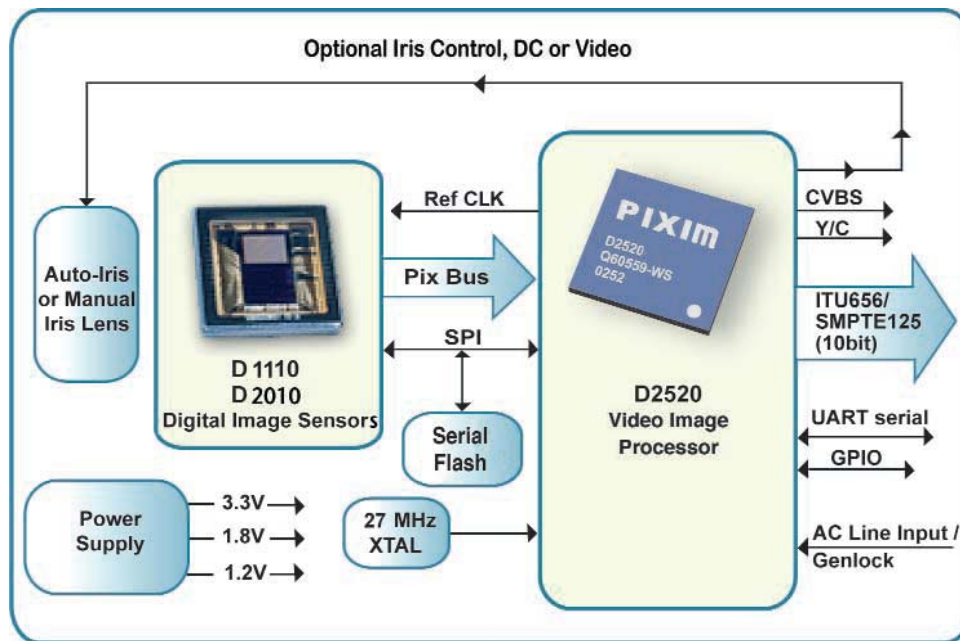 Optional Iris Control, DC or Video
Auto-Iris
or Manual
Iris Lens
D 1110
D 2010
Digital Image Sensors
Ref CLK
Pix Bus
SPI
Serial
Flash
PIXIM
D2520
Q60559-WS
0252
D2520
Video Image
Processor
CVBS
Y/C
ITU656/
SMPTE125
(10bit)
UART serial
GPIO
AC Line Input /
Genlock
Power
Supply
3.3V
1.8V
1.2V
27 MHz
XTAL